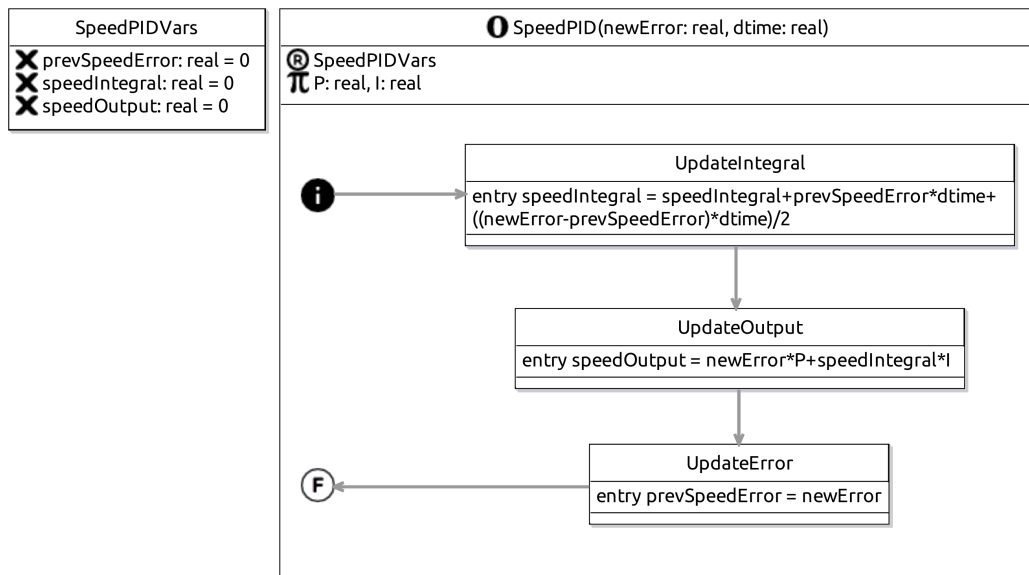 SpeedPIDVars
prevSpeedError: real = 0
speedIntegral: real = 0
speedOutput: real = 0
O SpeedPID(newError: real, dtime: real)
R SpeedPIDVars
π P: real, I: real
i
UpdateIntegral
entry speedIntegral = speedIntegral+prevSpeedError*dtime+
((newError-prevSpeedError)*dtime)/2
UpdateOutput
entry speedOutput = newError*P+speedIntegral*I
UpdateError
entry prevSpeedError = newError
F